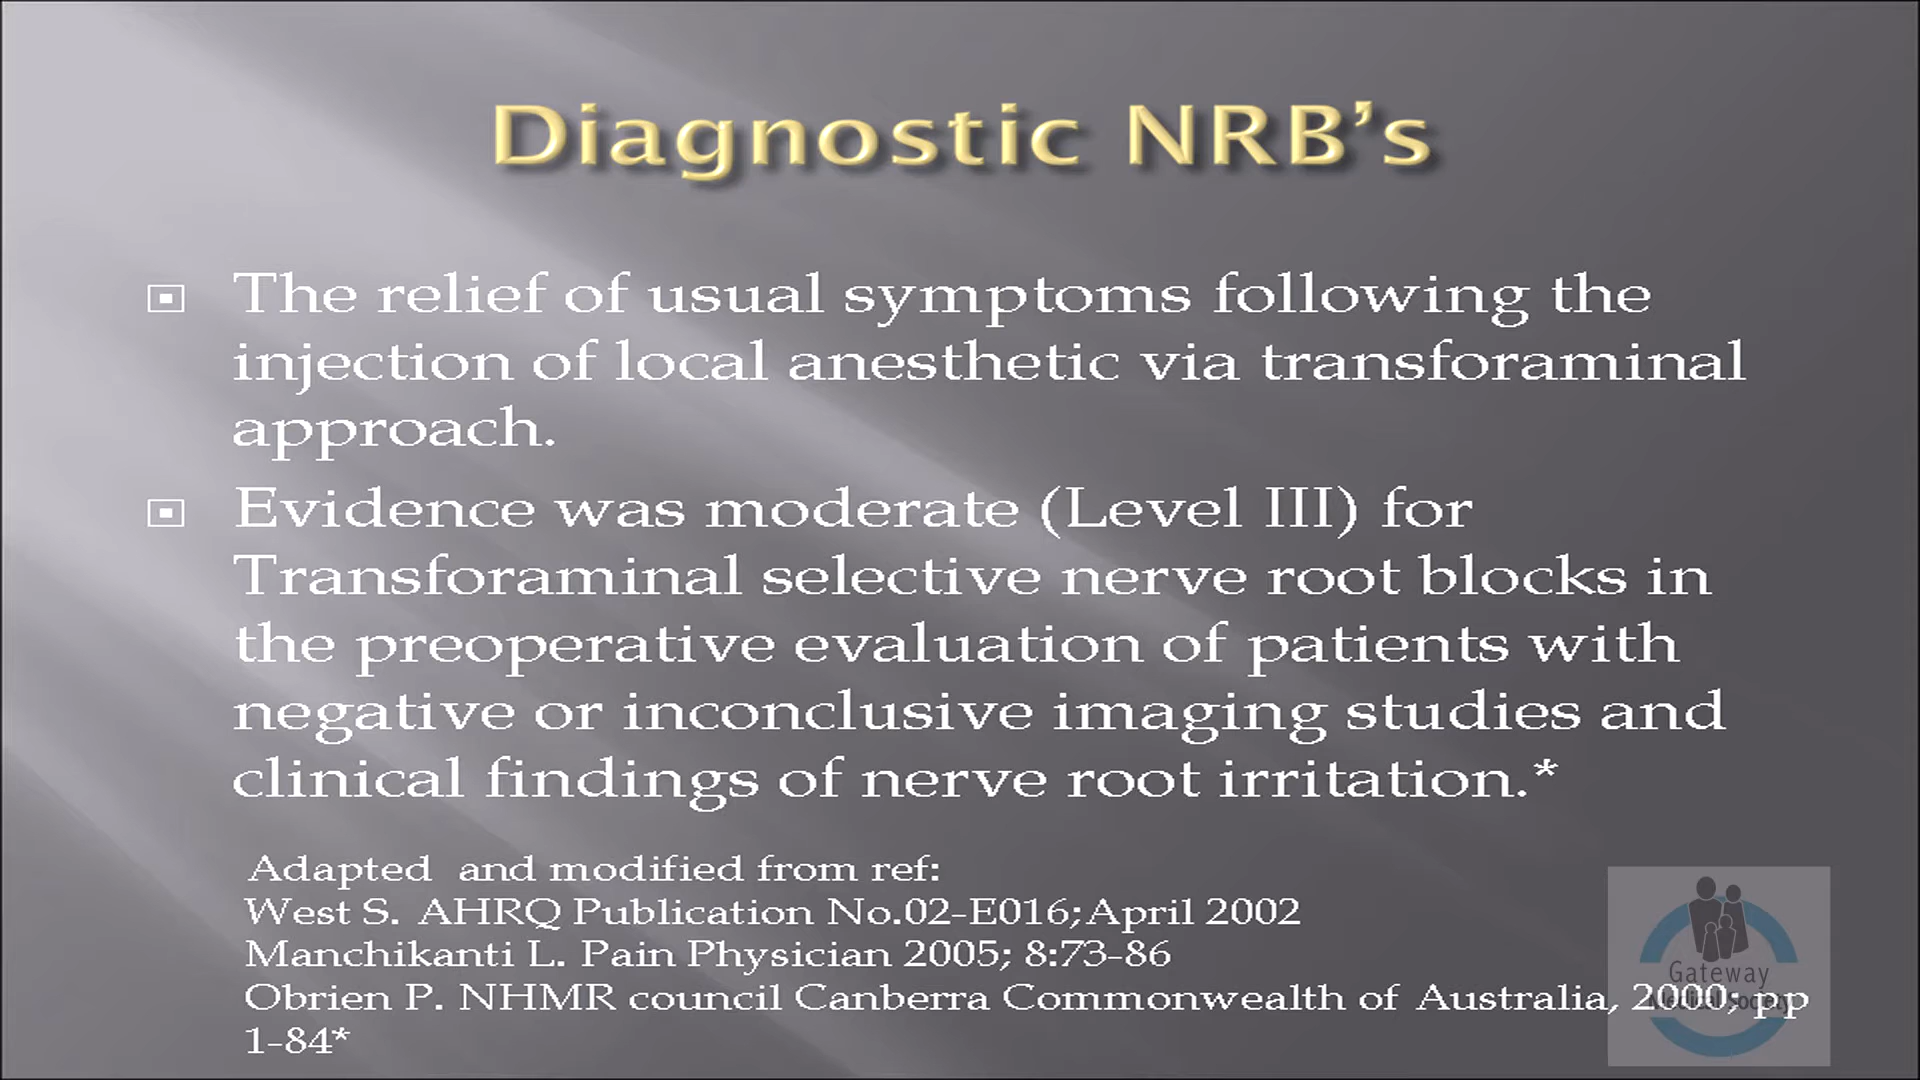 Diagnostic NRB’s
The relief of usual symptoms following the
injection of local anesthetic via transforaminal
approach.
Evidence was moderate (Level III) for
Transforaminal selective nerve root blocks in
the preoperative evaluation of patients with
negative or inconclusive imaging studies and
clinical findings of nerve root irritation.*
Adapted and modified from ref:
West S. AHRQ Publication No.02-E016;April 2002
Manchikanti L. Pain Physician 2005; 8:73-86
Obrien P. NHMR council Canberra Commonwealth of Australia, 2000; pp
1-84*
Gateway
Medical Society